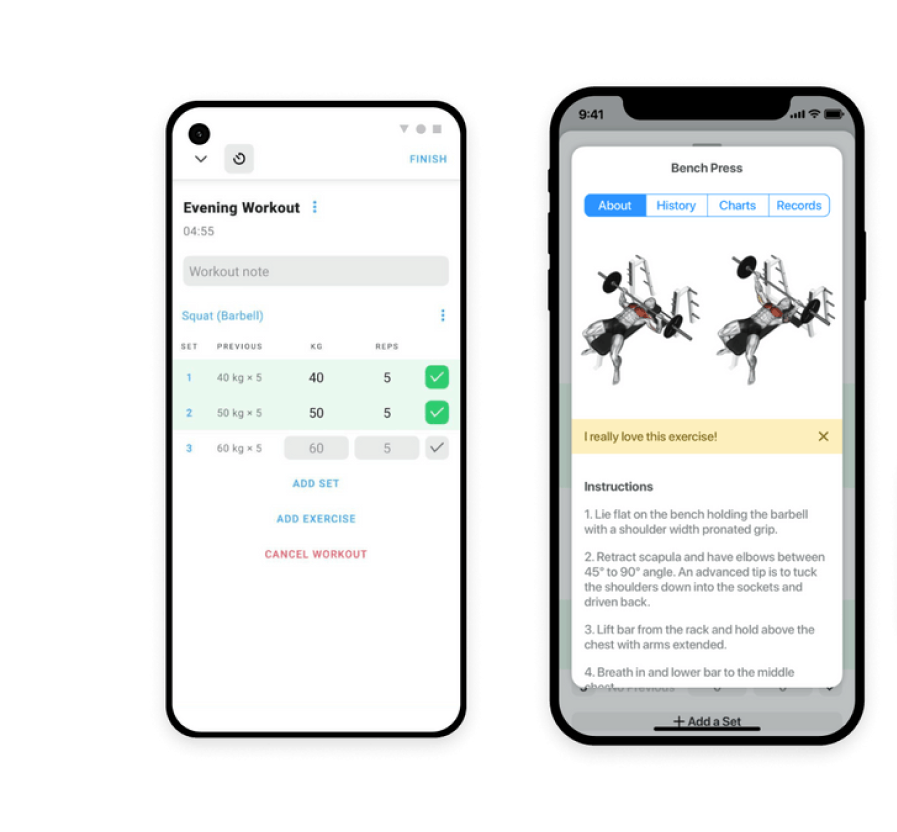 FINISH
Evening Workout
04:55
Workout note
Squat (Barbell)
SET PREVIOUS KG REPS
1 40 kg × 5 40 5
2 50 kg × 5 50 5
3 60 kg × 5 60 5
ADD SET
ADD EXERCISE
CANCEL WORKOUT
9:41
Bench Press
About History Charts Records
I really love this exercise!
Instructions
1. Lie flat on the bench holding the barbell
with a shoulder width pronated grip.
2. Retract scapula and have elbows between
45° to 90° angle. An advanced tip is to tuck
the shoulders down into the sockets and
driven back.
3. Lift bar from the rack and hold above the
chest with arms extended.
4. Breath in and lower bar to the middle
chest
No Previous
+ Add a Set